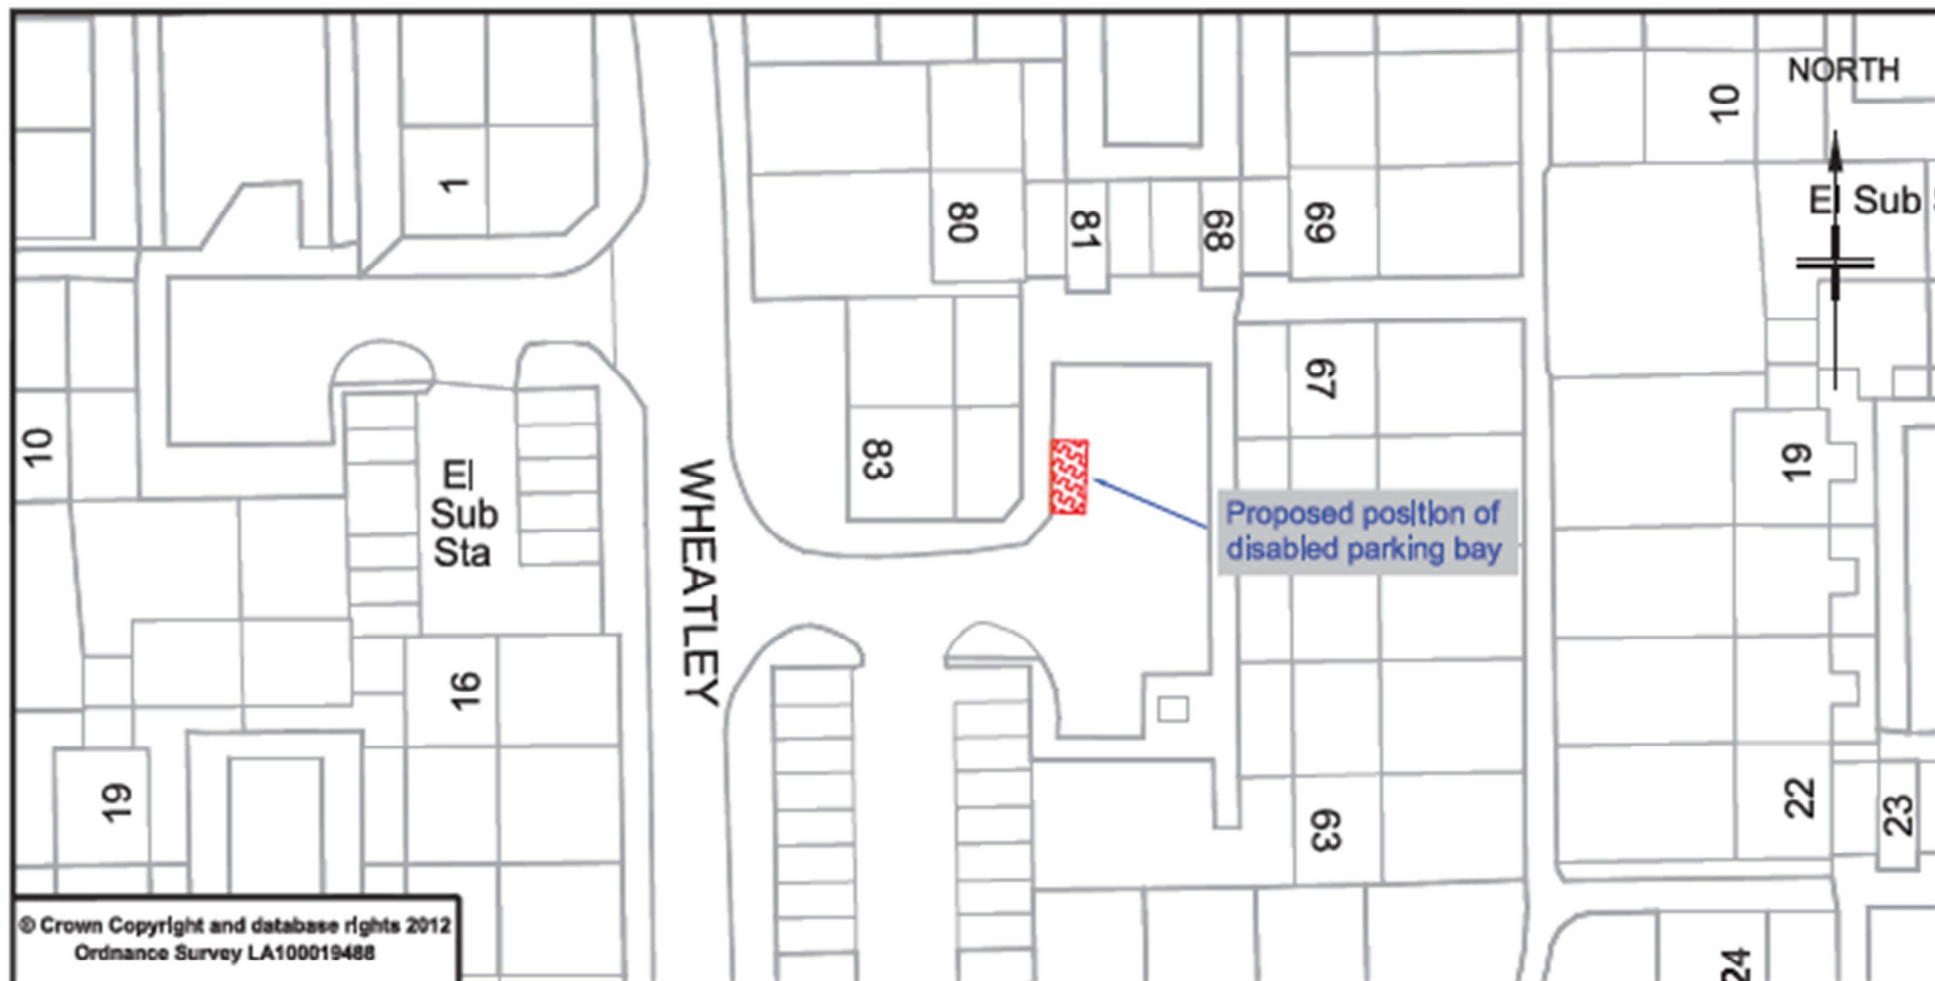 NORTH
10
1
El Sub
80
81
68
69
67
10
83
19
El
Sub
Sta
WHEATLEY
Proposed position of
disabled parking bay
16
19
63
22
23
© Crown Copyright and database rights 2012
Ordnance Survey LA100019488
24